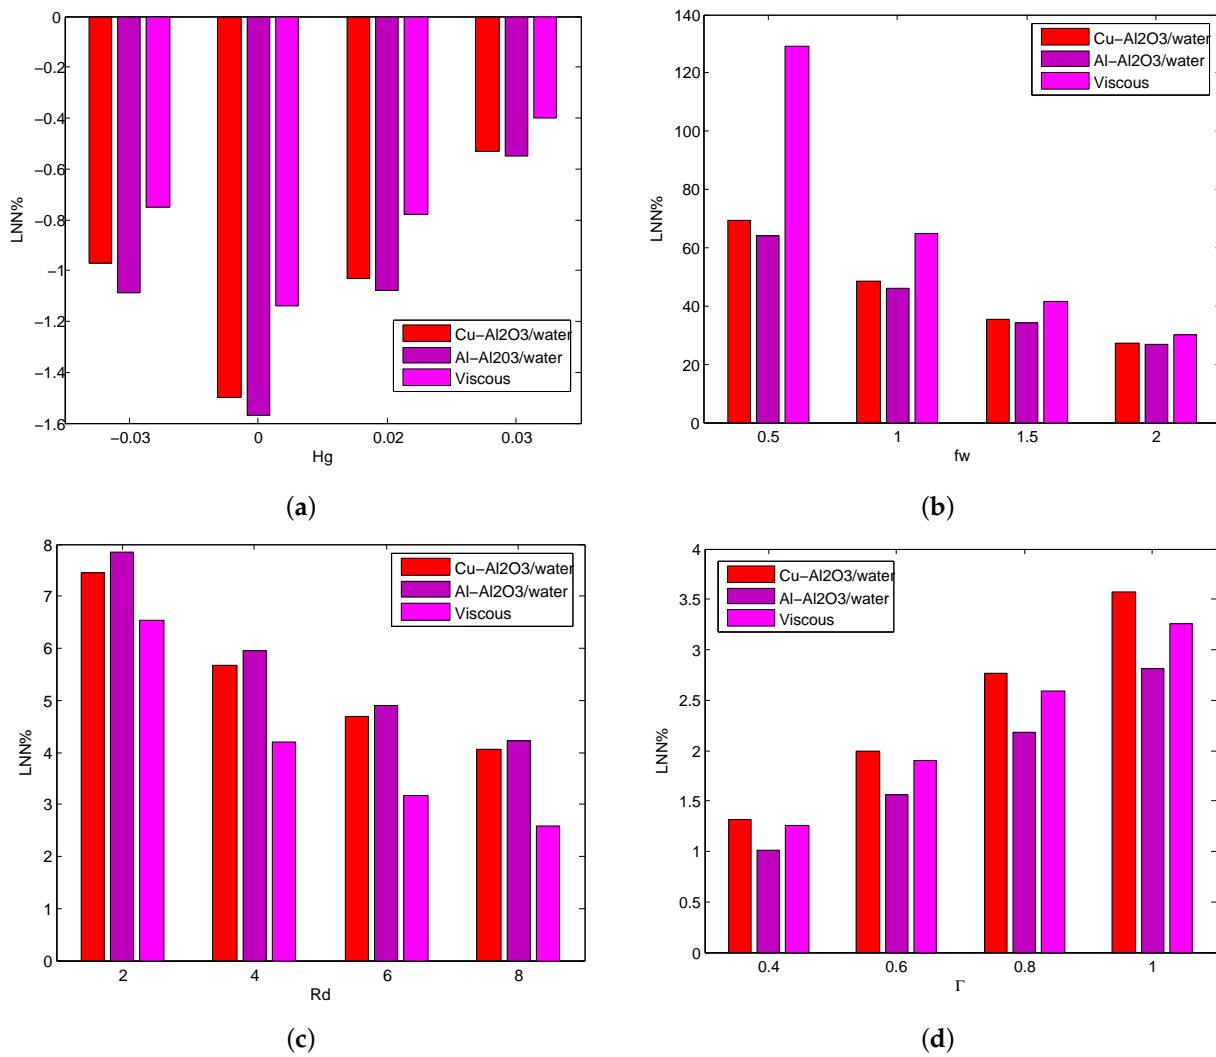 0
−0.2
−0.4
−0.6
−0.8
−1
−1.2
−1.4
−1.6
LNN%
−0.03 0 0.02 0.03
Hg
Cu−Al2O3/water
Al−Al203/water
Viscous
(a)
140
120
100
80
60
40
20
0
LNN%
0.5 1 1.5 2
fw
Cu−Al2O3/water
Al−Al2O3/water
Viscous
(b)
8
7
6
5
4
3
2
1
0
LNN%
2 4 6 8
Rd
Cu−Al2O3/water
Al−Al2O3/water
Viscous
(c)
4
3.5
3
2.5
2
1.5
1
0.5
0
LNN%
0.4 0.6 0.8 1
Γ
Cu−Al2O3/water
Al−Al2O3/water
Viscous
(d)